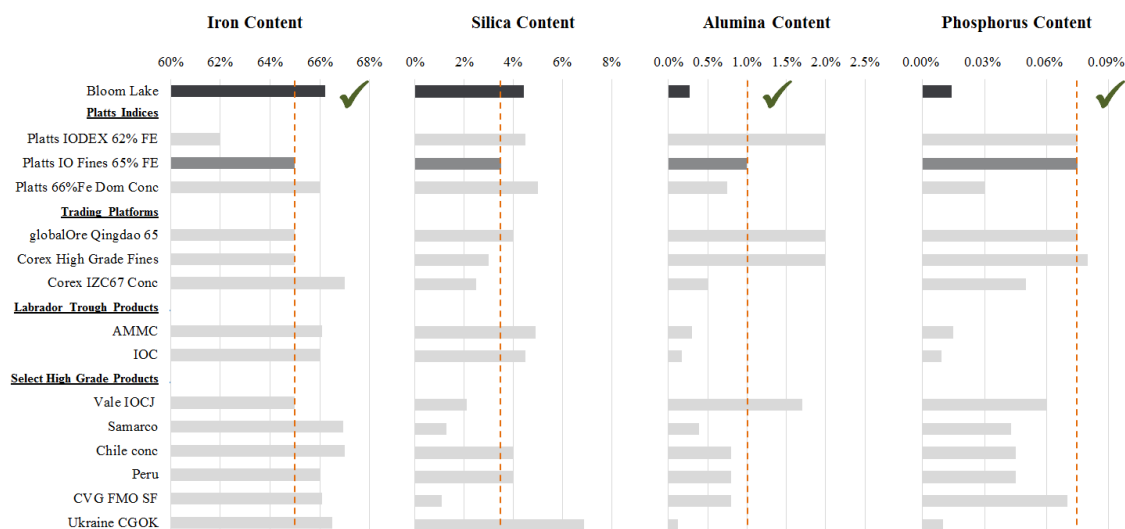 Iron Content Silica Content Alumina Content Phosphorus Content
60% 62% 64% 66% 68% 0% 2% 4% 6% 8% 0.0% 0.5% 1.0% 1.5% 2.0% 2.5% 0.00% 0.03% 0.06% 0.09%
Bloom Lake
Platts Indices
Platts IODEX 62% FE
Platts IO Fines 65% FE
Platts 66%Fe Dom Conc
Trading Platforms
globalOre Qingdao 65
Corex High Grade Fines
Corex IZC67 Conc
Labrador Trough Products
AMMC
IOC
Select High Grade Products
Vale IOCJ
Samarco
Chile conc
Peru
CVG FMO SF
Ukraine CGOK